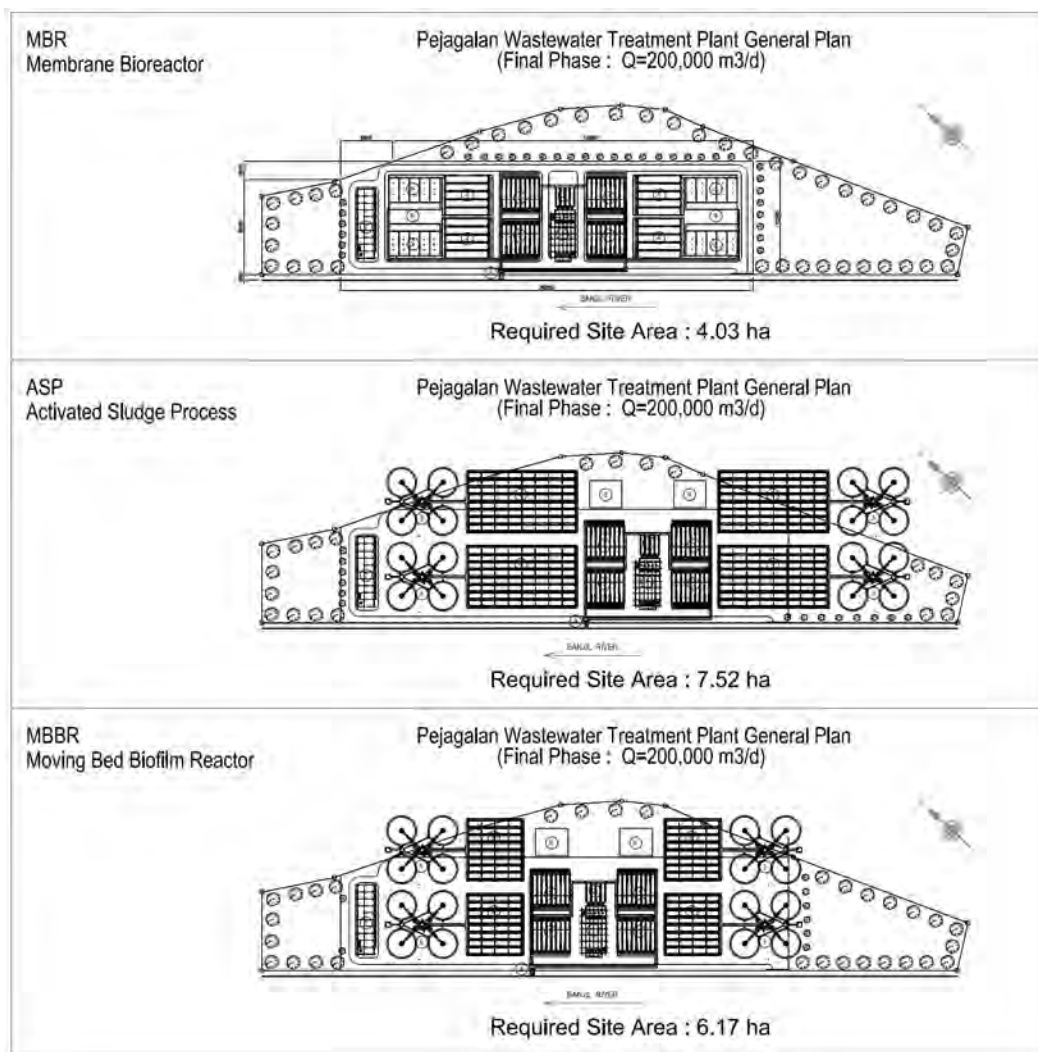 MBR
Membrane Bioreactor
Pejagalan Wastewater Treatment Plant General Plan
(Final Phase : Q=200,000 m3/d)
Required Site Area : 4.03 ha
ASP
Activated Sludge Process
Pejagalan Wastewater Treatment Plant General Plan
(Final Phase : Q=200,000 m3/d)
RIVER
Required Site Area : 7.52 ha
MBBR
Moving Bed Biofilm Reactor
Pejagalan Wastewater Treatment Plant General Plan
(Final Phase : Q=200,000 m3/d)
RIVER
Required Site Area : 6.17 ha